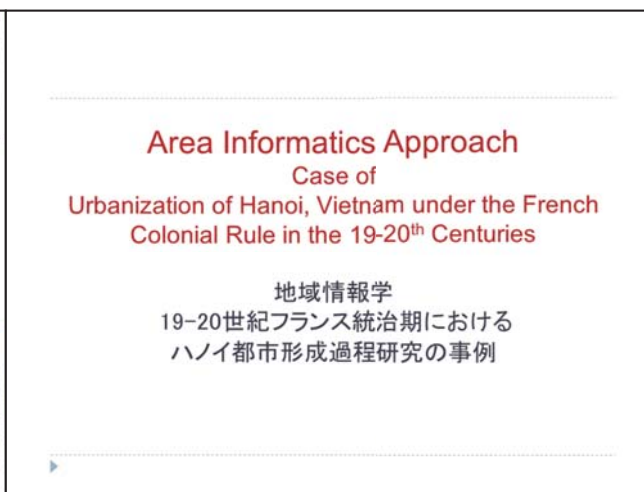 Area Informatics Approach
Case of
Urbanization of Hanoi, Vietnam under the French
Colonial Rule in the 19-20th Centuries
地域情報学
19-20世紀フランス統治期における
ハノイ都市形成過程研究の事例